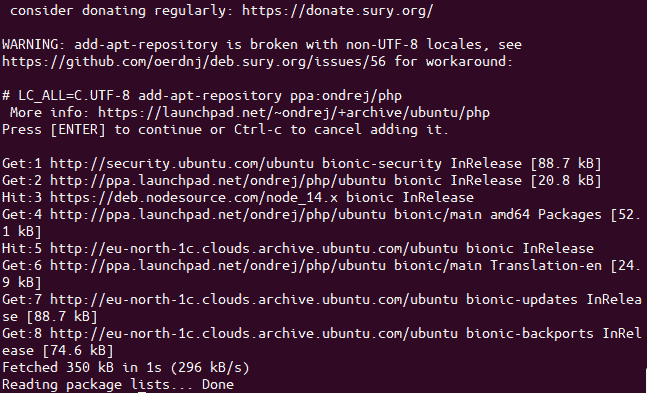 consider donating regularly: https://donate.sury.org/
WARNING: add-apt-repository is broken with non-UTF-8 locales, see
https://github.com/oerdnj/deb.sury.org/issues/56 for workaround:
# LC_ALL=C.UTF-8 add-apt-repository ppa:ondrej/php
More info: https://launchpad.net/~ondrej/+archive/ubuntu/php
Press [ENTER] to continue or Ctrl-c to cancel adding it.
Get:1 http://security.ubuntu.com/ubuntu bionic-security InRelease [88.7 kB]
Get:2 http://ppa.launchpad.net/ondrej/php/ubuntu bionic InRelease [20.8 kB]
Hit:3 https://deb.nodesource.com/node_14.x bionic InRelease
Get:4 http://ppa.launchpad.net/ondrej/php/ubuntu bionic/main amd64 Packages [52.
1 kB]
Hit:5 http://eu-north-1c.clouds.archive.ubuntu.com/ubuntu bionic InRelease
Get:6 http://ppa.launchpad.net/ondrej/php/ubuntu bionic/main Translation-en [24.
9 kB]
Get:7 http://eu-north-1c.clouds.archive.ubuntu.com/ubuntu bionic-updates InRelea
se [88.7 kB]
Get:8 http://eu-north-1c.clouds.archive.ubuntu.com/ubuntu bionic-backports InRel
ease [74.6 kB]
Fetched 350 kB in 1s (296 kB/s)
Reading package lists... Done